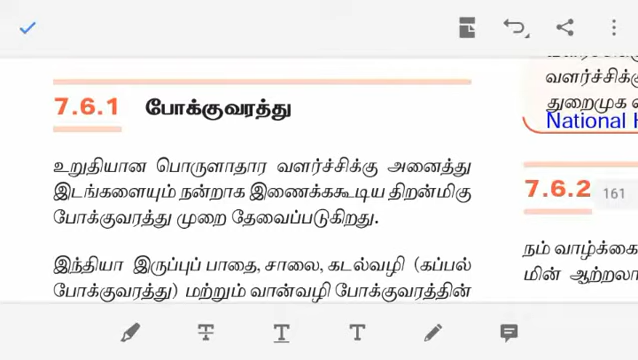 7.6.1 போக்குவரத்து
உறுதியான பொருளாதார வளர்ச்சிக்கு அனைத்து
இடங்களையும் நன்றாக இணைக்ககூடிய திறன்மிகு
போக்குவரத்து முறை தேவைப்படுகிறது.
இந்தியா இருப்புப் பாதை, சாலை, கடல்வழி (கப்பல்
போக்குவரத்து) மற்றும் வான்வழி போக்குவரத்தின்
வளர்ச்சிக்கு
துறைமுக
National H
7.6.2
161
நம் வாழ்க்கை
மின் ஆற்றலா